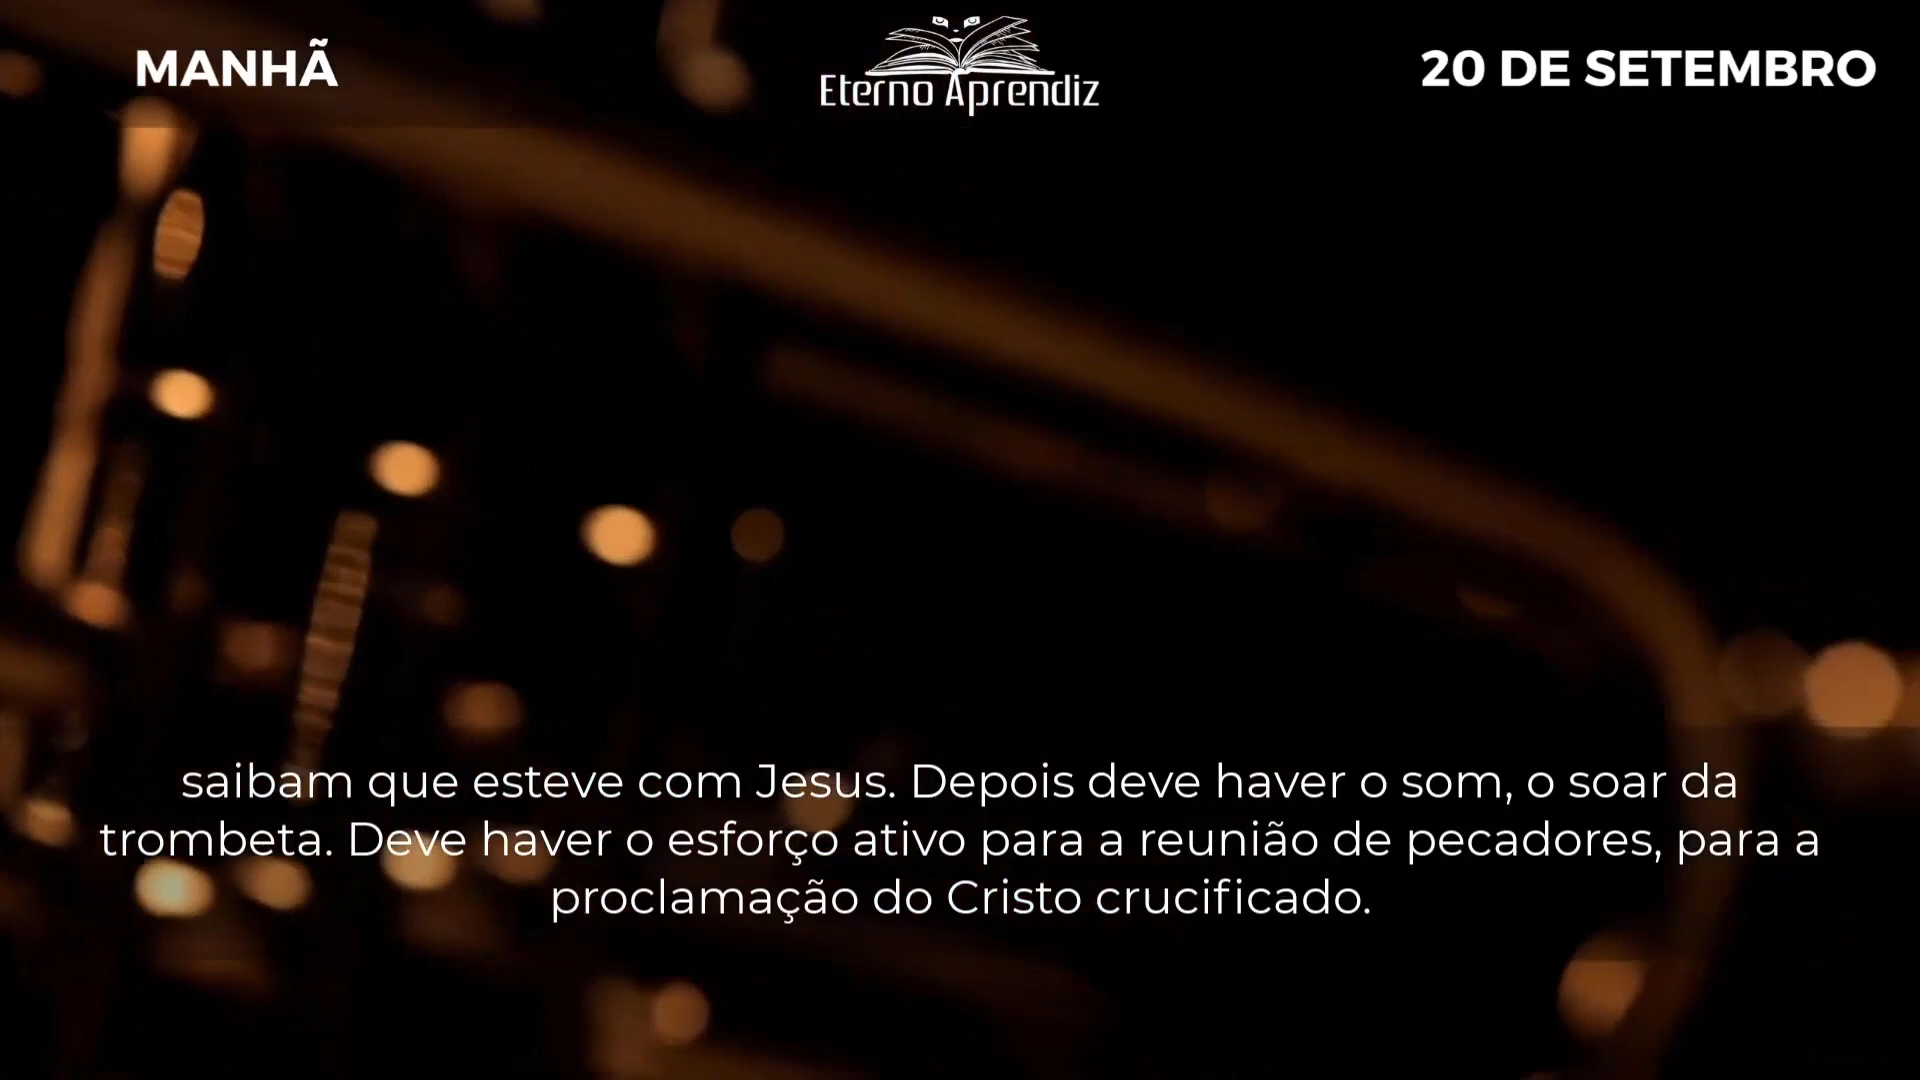 MANHÃ
Eterno Aprendiz
20 DE SETEMBRO
saibam que esteve com Jesus. Depois deve haver o som, o soar da
trombeta. Deve haver o esforço ativo para a reunião de pecadores, para a
proclamação do Cristo crucificado.